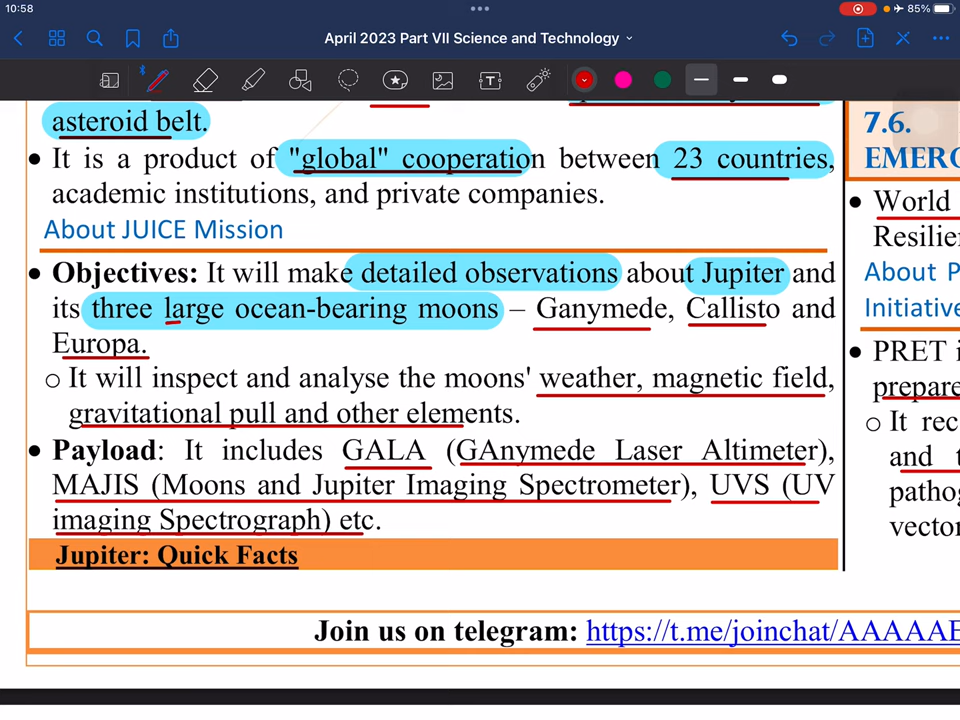 10:58
85%
April 2023 Part VII Science and Technology
asteroid belt.
• It is a product of "global" cooperation between 23 countries,
academic institutions, and private companies.
About JUICE Mission
• Objectives: It will make detailed observations about Jupiter and
its three large ocean-bearing moons – Ganymede, Callisto and
Europa.
o It will inspect and analyse the moons' weather, magnetic field,
gravitational pull and other elements.
• Payload: It includes GALA (GAnymede Laser Altimeter),
MAJIS (Moons and Jupiter Imaging Spectrometer), UVS (UV
imaging Spectrograph) etc.
Jupiter: Quick Facts
7.6.
EMERG
• World
Resilie
About P
Initiative
• PRET i
prepare
o It rec
and t
pathog
vector
Join us on telegram: https://t.me/joinchat/AAAAAE